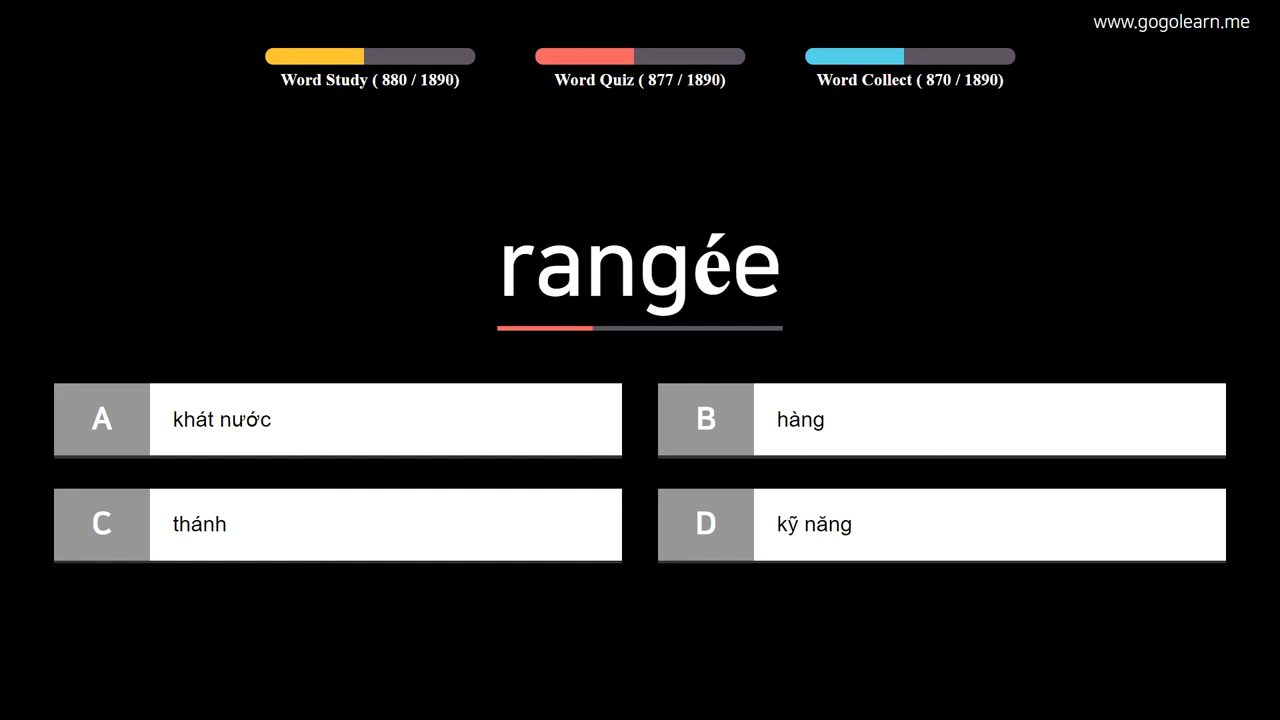 www.gogolearn.me
Word Study ( 880 / 1890)
Word Quiz ( 877 / 1890)
Word Collect ( 870 / 1890)
rangée
A khát nước
B hàng
C thánh
D kỹ năng